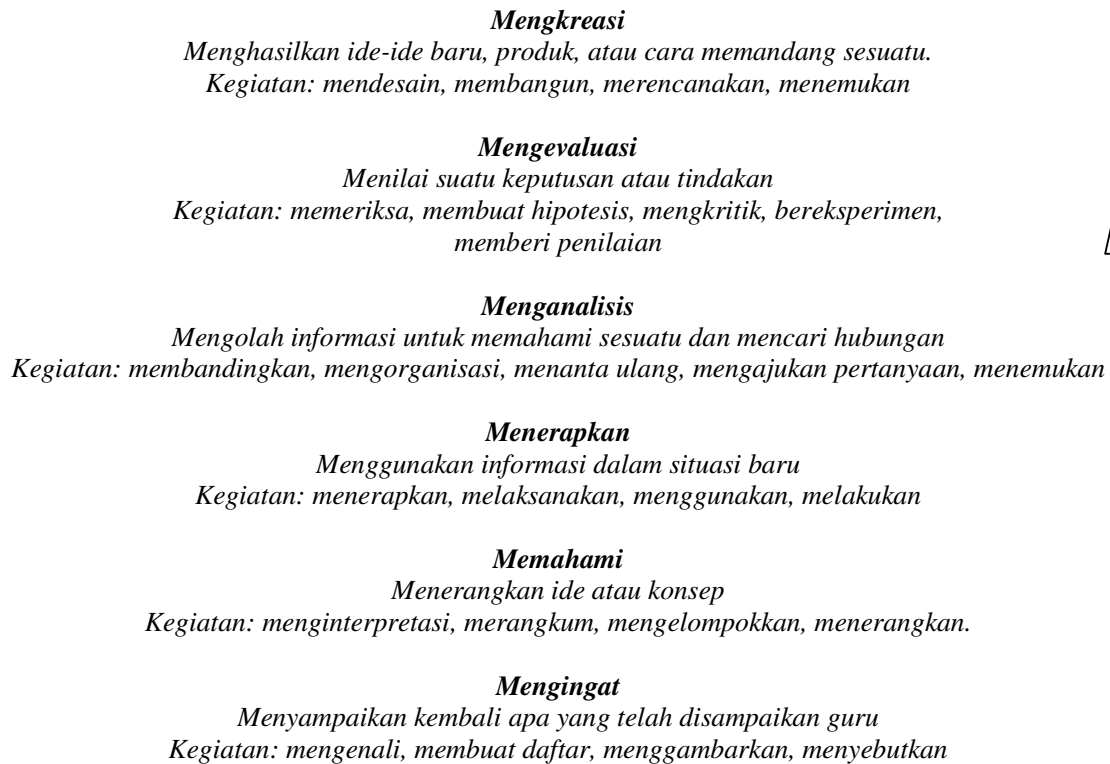 Mengkreasi
Menghasilkan ide-ide baru, produk, atau cara memandang sesuatu.
Kegiatan: mendesain, membangun, merencanakan, menemukan
Mengevaluasi
Menilai suatu keputusan atau tindakan
Kegiatan: memeriksa, membuat hipotesis, mengkritik, bereksperimen,
memberi penilaian
Menganalisis
Mengolah informasi untuk memahami sesuatu dan mencari hubungan
Kegiatan: membandingkan, mengorganisasi, menanta ulang, mengajukan pertanyaan, menemukan
Menerapkan
Menggunakan informasi dalam situasi baru
Kegiatan: menerapkan, melaksanakan, menggunakan, melakukan
Memahami
Menerangkan ide atau konsep
Kegiatan: menginterpretasi, merangkum, mengelompokkan, menerangkan.
Mengingat
Menyampaikan kembali apa yang telah disampaikan guru
Kegiatan: mengenali, membuat daftar, menggambarkan, menyebutkan